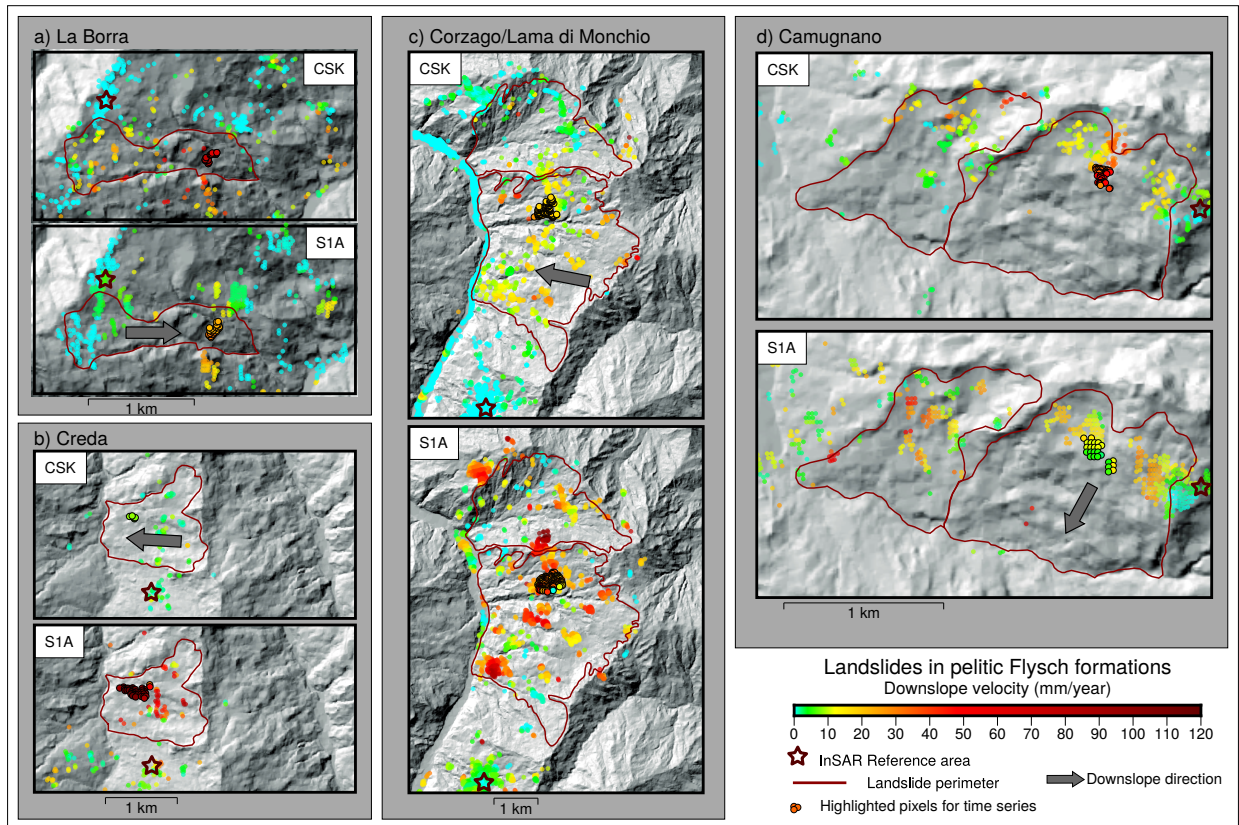 a) La Borra
CSK
S1A
1 km
b) Creda
CSK
S1A
1 km
c) Corzago/Lama di Monchio
CSK
S1A
1 km
d) Camugnano
CSK
S1A
1 km
Landslides in pelitic Flysch formations
Downslope velocity (mm/year)
0 10 20 30 40 50 60 70 80 90 100 110 120
InSAR Reference area
Landslide perimeter
Downslope direction
Highlighted pixels for time series